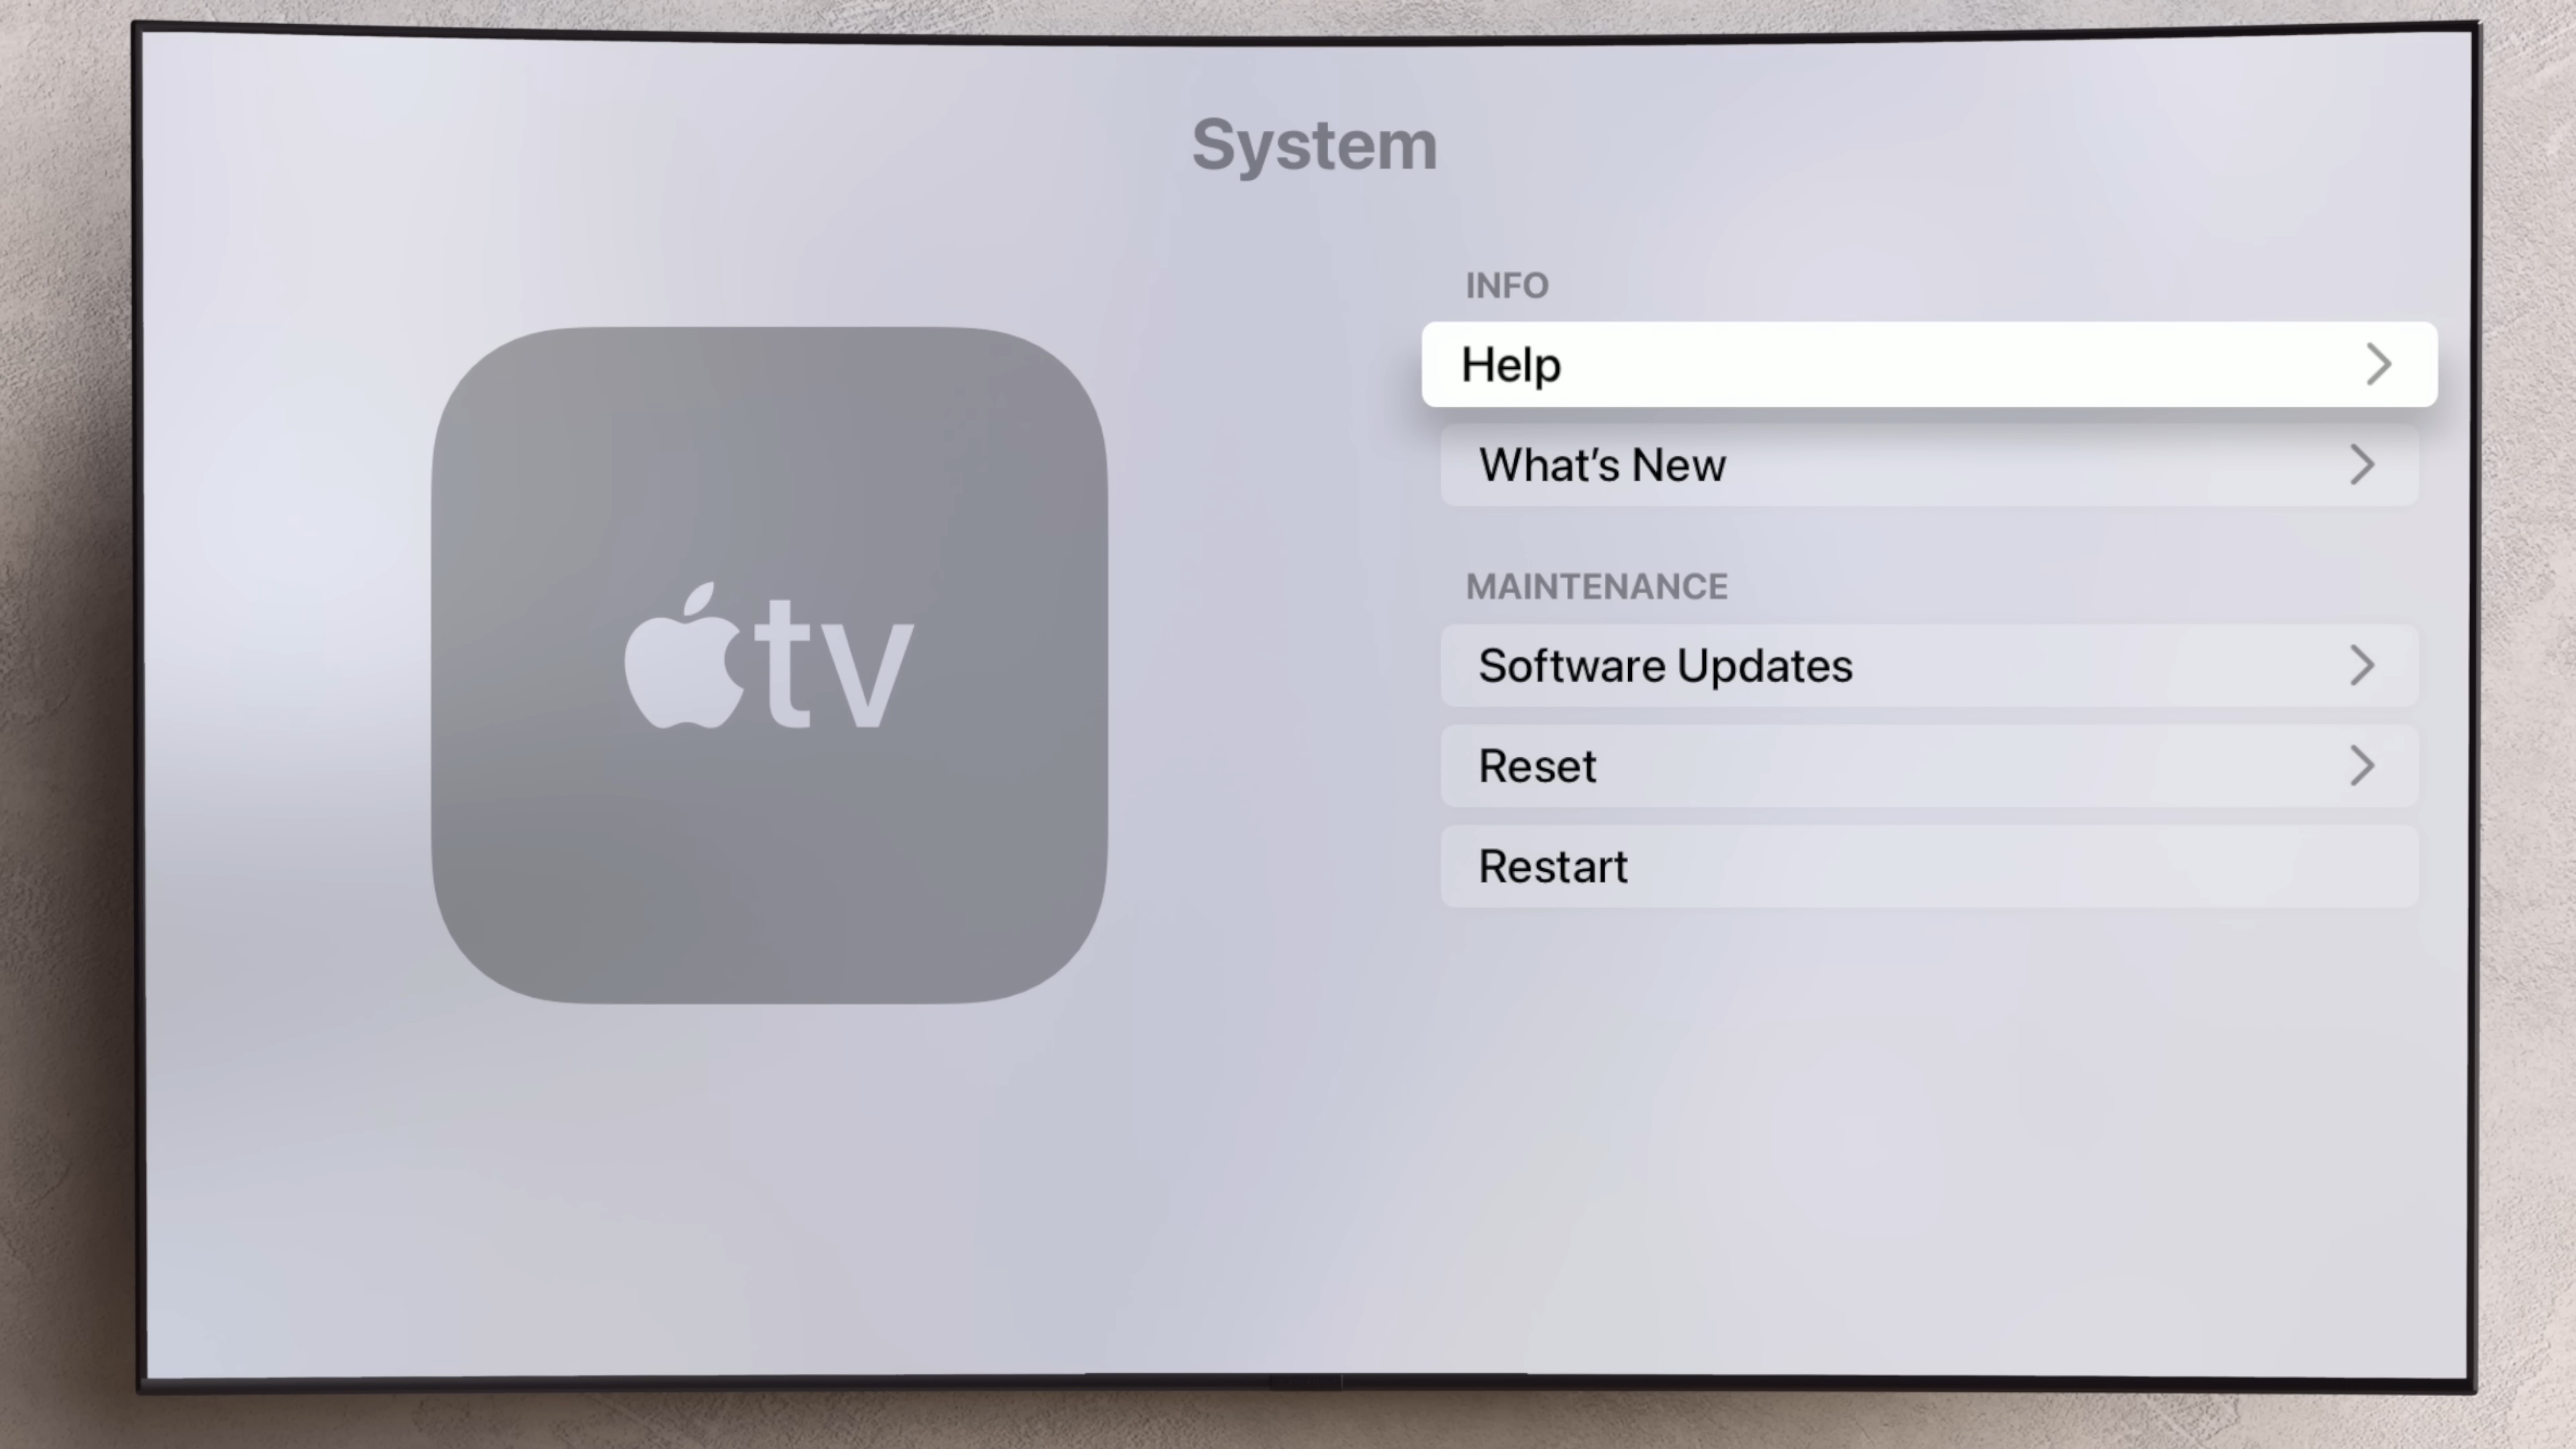 System
INFO
Help
What’s New
MAINTENANCE
Software Updates
Reset
Restart
tv